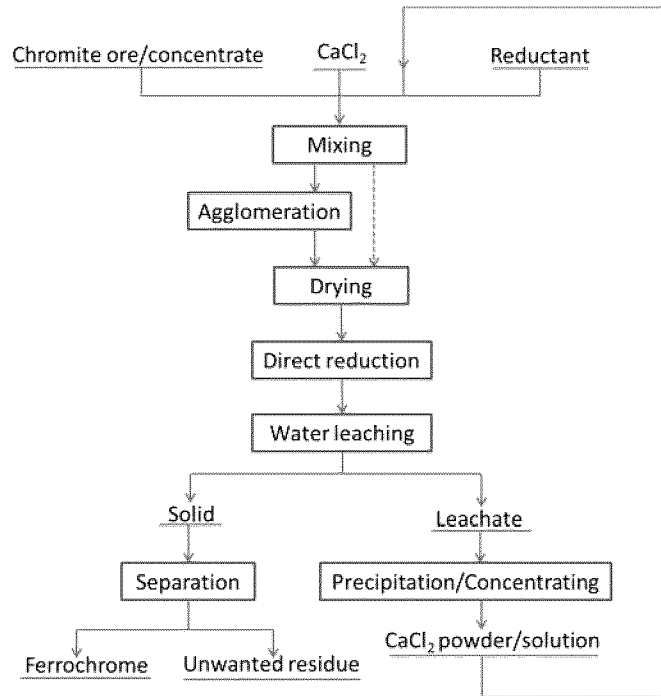 Chromite ore/concentrate
CaCl₂
Reductant
Mixing
Agglomeration
Drying
Direct reduction
Water leaching
Solid
Leachate
Separation
Precipitation/Concentrating
Ferrochrome
Unwanted residue
CaCl₂ powder/solution